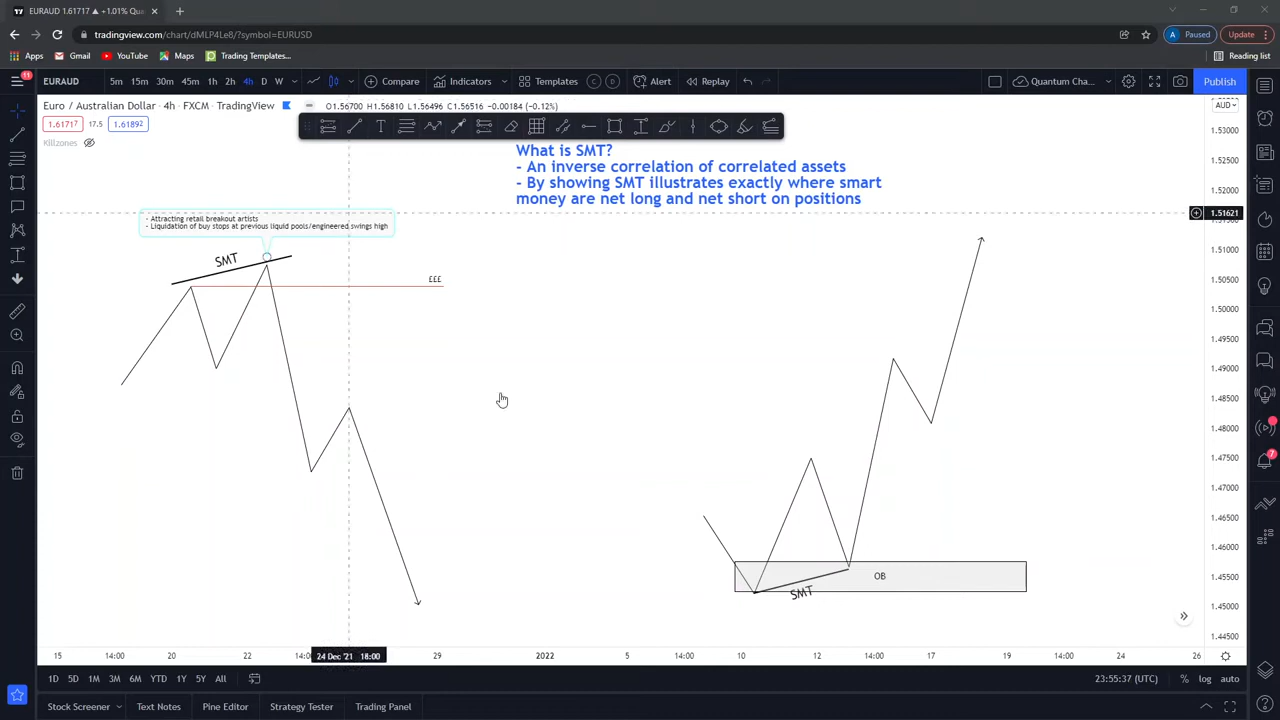 EURAUD 1.61717 ▲ +1.01% Qu
tradingview.com/chart/dMLP4Le8/?symbol=EURUSD
A Paused
Update
Apps
Gmail
YouTube
Maps
Trading Templates...
Reading list
11
EURAUD
5m 15m 30m 45m 1h 2h 4h D W
Compare
Indicators
Templates
Alert
Replay
Quantum Cha...
Publish
Euro / Australian Dollar · 4h · FXCM · TradingView
O1.56700 H1.56810 L1.56496 C1.56516 −0.00184 (−0.12%)
AUD
1.61717 17.5 1.61892
Killzones
What is SMT?
- An inverse correlation of correlated assets
- By showing SMT illustrates exactly where smart
money are net long and net short on positions
- Attracting retail breakout artists
- Liquidation of buy stops at previous liquid pools/engineered swings high
SMT
£££
OB
SMT
1.53000
1.52500
1.52000
1.51621
1.51000
1.50500
1.50000
1.49500
1.49000
1.48500
1.48000
1.47500
1.47000
1.46500
1.46000
1.45500
1.45000
1.44500
7
15 14:00 20 22 24 Dec '21 18:00 29 2022 5 14:00 10 12 14:00 17 19 14:00 24 26
1D 5D 1M 3M 6M YTD 1Y 5Y All
23:55:37 (UTC) % log auto
Stock Screener Text Notes Pine Editor Strategy Tester Trading Panel